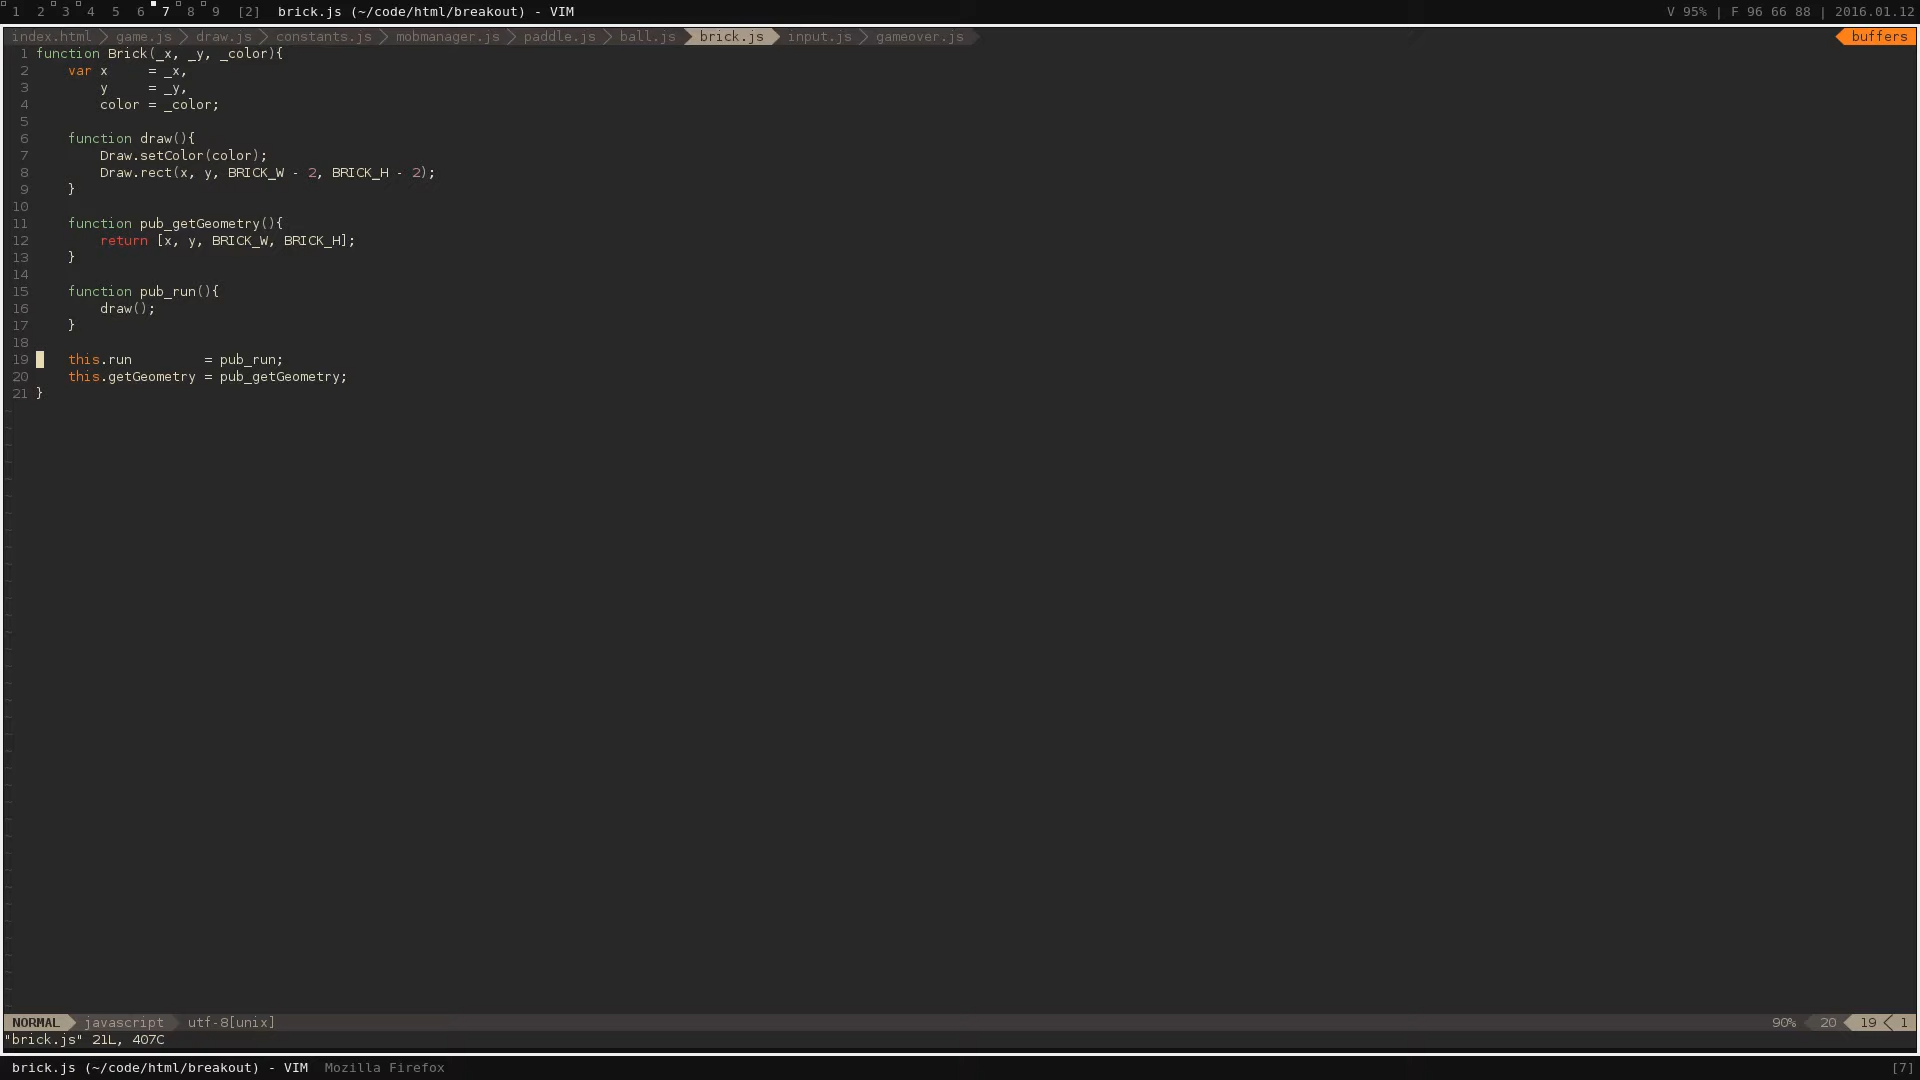 1 2 3 4 5 6 7 8 9 [2] brick.js (~/code/html/breakout) - VIM V 95% | F 96 66 88 | 2016.01.12
index.html game.js draw.js constants.js mobmanager.js paddle.js ball.js brick.js input.js gameover.js buffers
1 function Brick(_x, _y, _color){
2     var x     = _x,
3         y     = _y,
4         color = _color;
5
6     function draw(){
7         Draw.setColor(color);
8         Draw.rect(x, y, BRICK_W - 2, BRICK_H - 2);
9     }
10
11     function pub_getGeometry(){
12         return [x, y, BRICK_W, BRICK_H];
13     }
14
15     function pub_run(){
16         draw();
17     }
18
19     this.run         = pub_run;
20     this.getGeometry = pub_getGeometry;
21 }
NORMAL javascript utf-8[unix] 90% 20 19 1
"brick.js" 21L, 407C
brick.js (~/code/html/breakout) - VIM Mozilla Firefox [7]